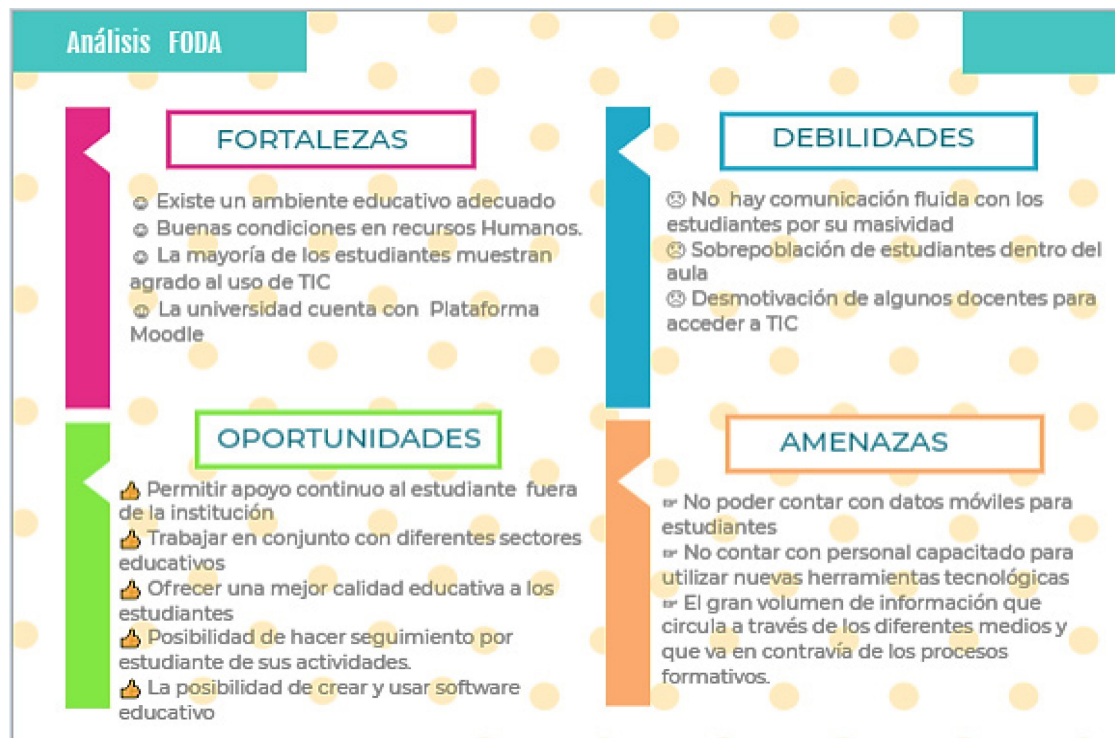 Análisis FODA
FORTALEZAS
☺ Existe un ambiente educativo adecuado
☺ Buenas condiciones en recursos Humanos.
☺ La mayoría de los estudiantes muestran
agrado al uso de TIC
☺ La universidad cuenta con Plataforma
Moodle
DEBILIDADES
☹ No hay comunicación fluida con los
estudiantes por su masividad
☹ Sobrepoblación de estudiantes dentro del
aula
☹ Desmotivación de algunos docentes para
acceder a TIC
OPORTUNIDADES
👍 Permitir apoyo continuo al estudiante fuera
de la institución
👍 Trabajar en conjunto con diferentes sectores
educativos
👍 Ofrecer una mejor calidad educativa a los
estudiantes
👍 Posibilidad de hacer seguimiento por
estudiante de sus actividades.
👍 La posibilidad de crear y usar software
educativo
AMENAZAS
☞ No poder contar con datos móviles para
estudiantes
☞ No contar con personal capacitado para
utilizar nuevas herramientas tecnológicas
☞ El gran volumen de información que
circula a través de los diferentes medios y
que va en contravía de los procesos
formativos.